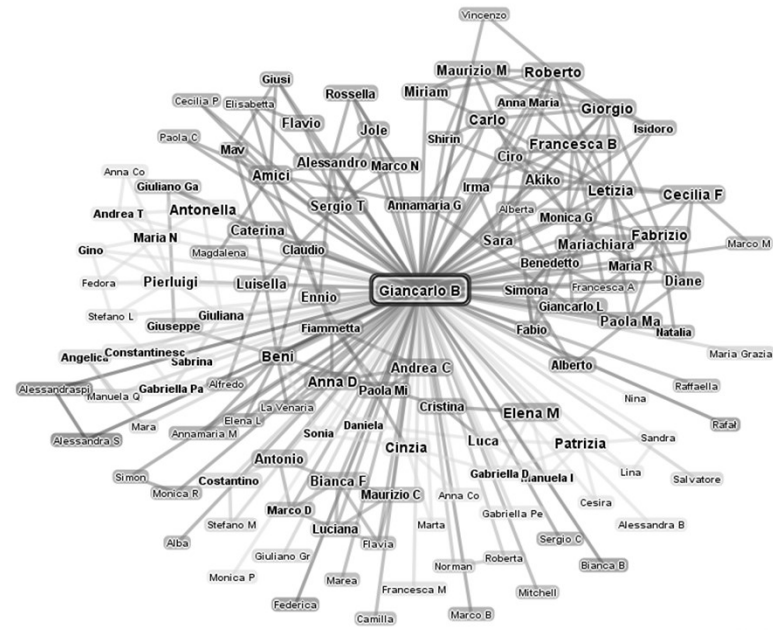 Vincenzo
Maurizio M
Roberto
Giusi
Miriam
Rossella
Cecilia P
Elisabetta
Anna Maria
Giorgio
Flavio
Carlo
Jole
Isidoro
Paola C
Shirin
Francesca B
Mav
Ciro
Alessandro
Marco N
Anna Co
Amici
Akiko
Giuliano Ga
Irma
Letizia
Cecilia F
Annamaria G
Sergio T
Alberta
Andrea T
Antonella
Monica G
Caterina
Maria N
Sara
Mariachiara
Fabrizio
Marco M
Gino
Magdalena
Claudio
Benedetto
Maria R
Fedora
Pierluigi
Luisella
Giancarlo B
Simona
Francesca A
Diane
Ennio
Giancarlo L
Stefano L
Giuliana
Giuseppe
Fiammetta
Fabio
Paola Ma
Natalia
Constantinesc
Angelica
Sabrina
Beni
Maria Grazia
Alberto
Andrea C
Alessandraspi
Manuela Q
Gabriella Pa
Alfredo
Anna D
Paola Mi
Raffaella
Nina
La Venaria
Cristina
Elena M
Mara
Elena L
Rafal
Annamaria M
Sonia
Daniela
Alessandra S
Luca
Patrizia
Sandra
Cinzia
Antonio
Simon
Costantino
Bianca F
Gabriella D
Manuela I
Lina
Salvatore
Monica R
Maurizio C
Anna Co
Cesira
Marco D
Gabriella Pe
Stefano M
Luciana
Marta
Alessandra B
Alba
Flavia
Sergio C
Giuliano Gr
Roberta
Norman
Bianca B
Monica P
Marea
Francesca M
Mitchell
Federica
Camilla
Marco B